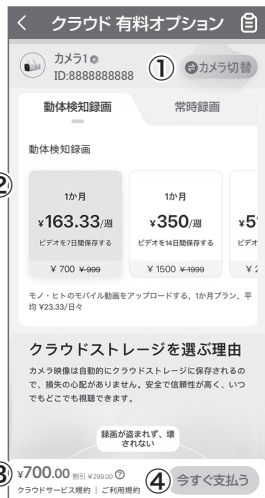 クラウド 有料オプション
カメラ1
ID:8888888888
①
カメラ切替
動体検知録画
常時録画
動体検知録画
②
1か月
¥163.33/週
ビデオを7日間保存する
¥ 700 ¥ 999
1か月
¥350/週
ビデオを14日間保存する
¥ 1500 ¥ 1999
モノ・ヒトのモバイル動画をアップロードする，1か月プラン，平
均 ¥23.33/日々
クラウドストレージを選ぶ理由
カメラ映像は自動的にクラウドストレージに保存されるの
で、損失の心配がありません。安全で信頼性が高く、いつ
でもどこでも視聴できます。
録画が盗まれず、壊
されない
③
¥700.00 割引 ¥299.00 ?
クラウドサービス規約 | ご利用規約
④
今すぐ支払う